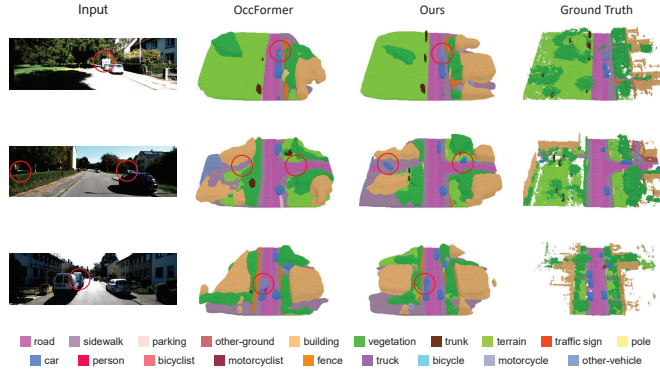 Input OccFormer Ours Ground Truth
road sidewalk parking other-ground building vegetation trunk terrain traffic sign pole
car person bicyclist motorcyclist fence truck bicycle motorcycle other-vehicle